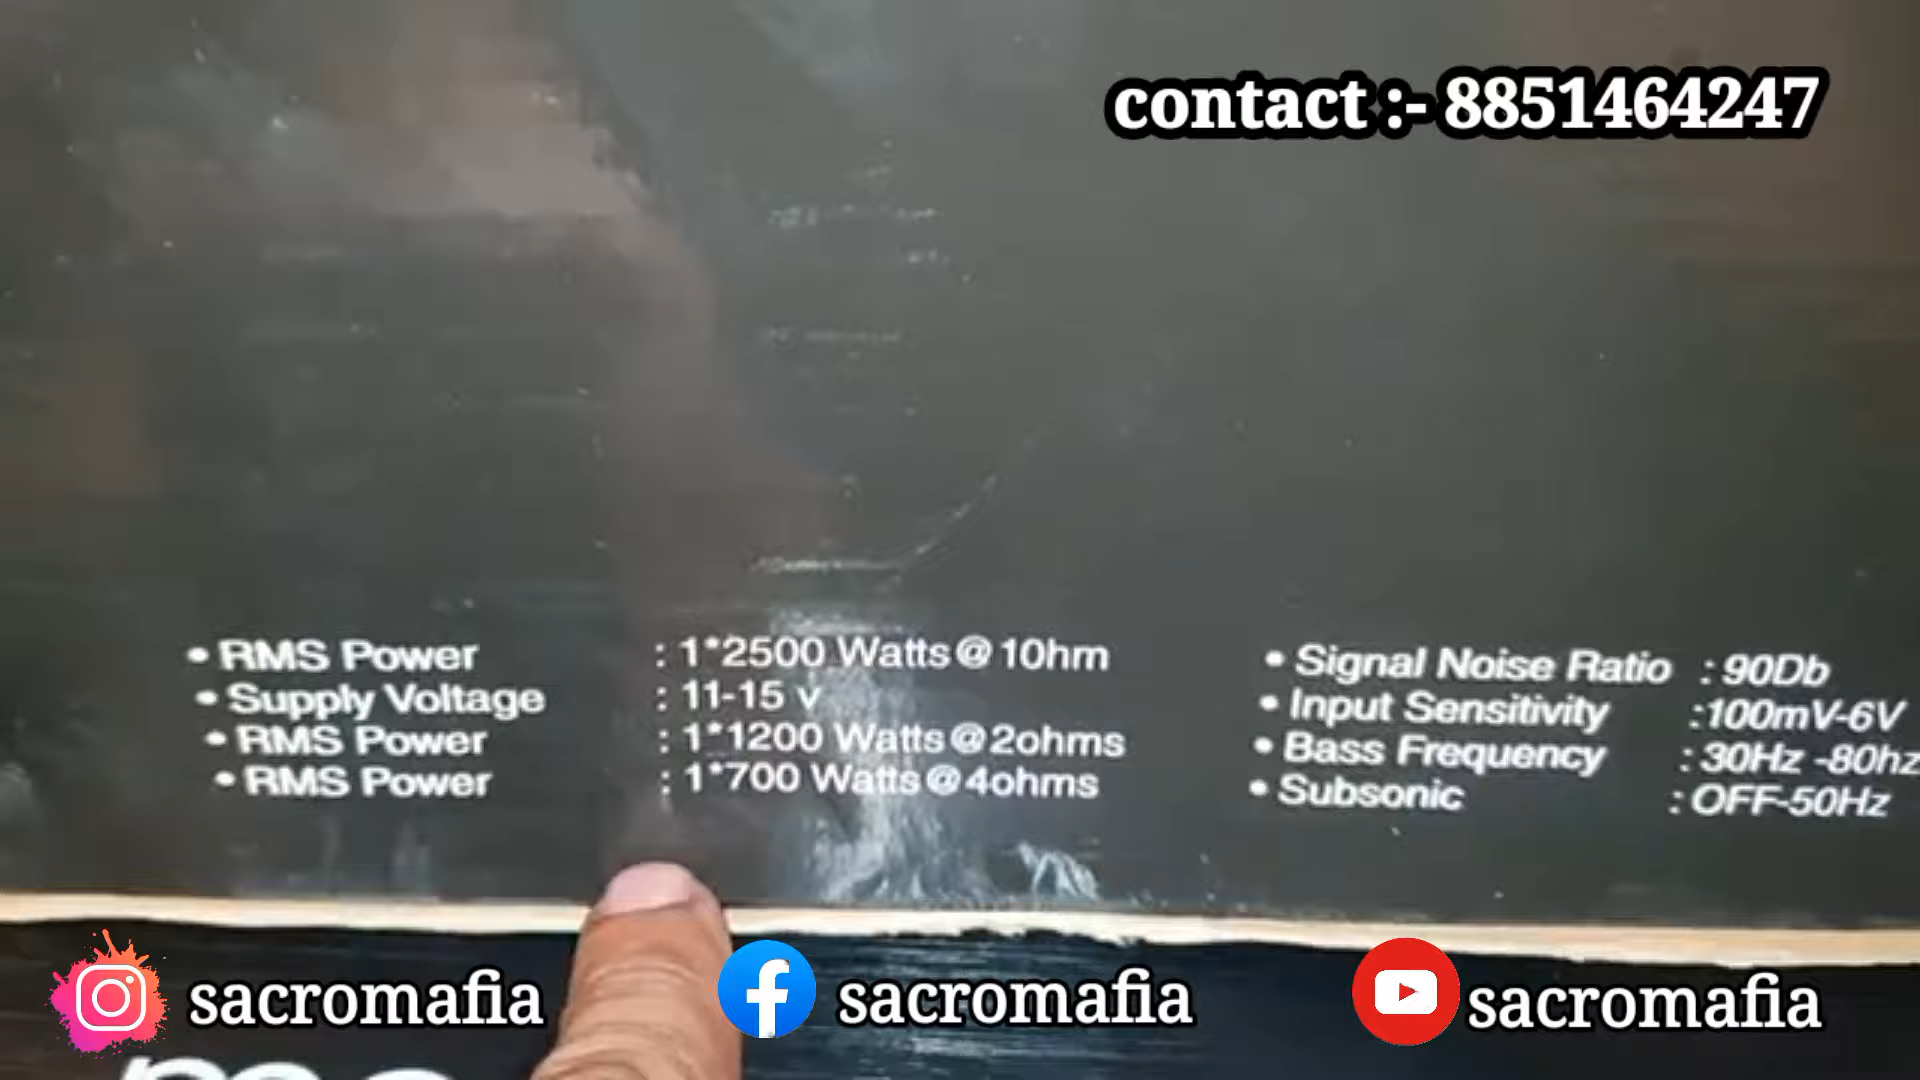 contact :- 8851464247
• RMS Power : 1*2500 Watts@10hm
• Supply Voltage : 11-15 v
• RMS Power : 1*1200 Watts@2ohms
• RMS Power : 1*700 Watts@4ohms
• Signal Noise Ratio : 90Db
• Input Sensitivity :100mV-6V
• Bass Frequency : 30Hz -80hz
• Subsonic : OFF-50Hz
sacromafia
sacromafia
sacromafia